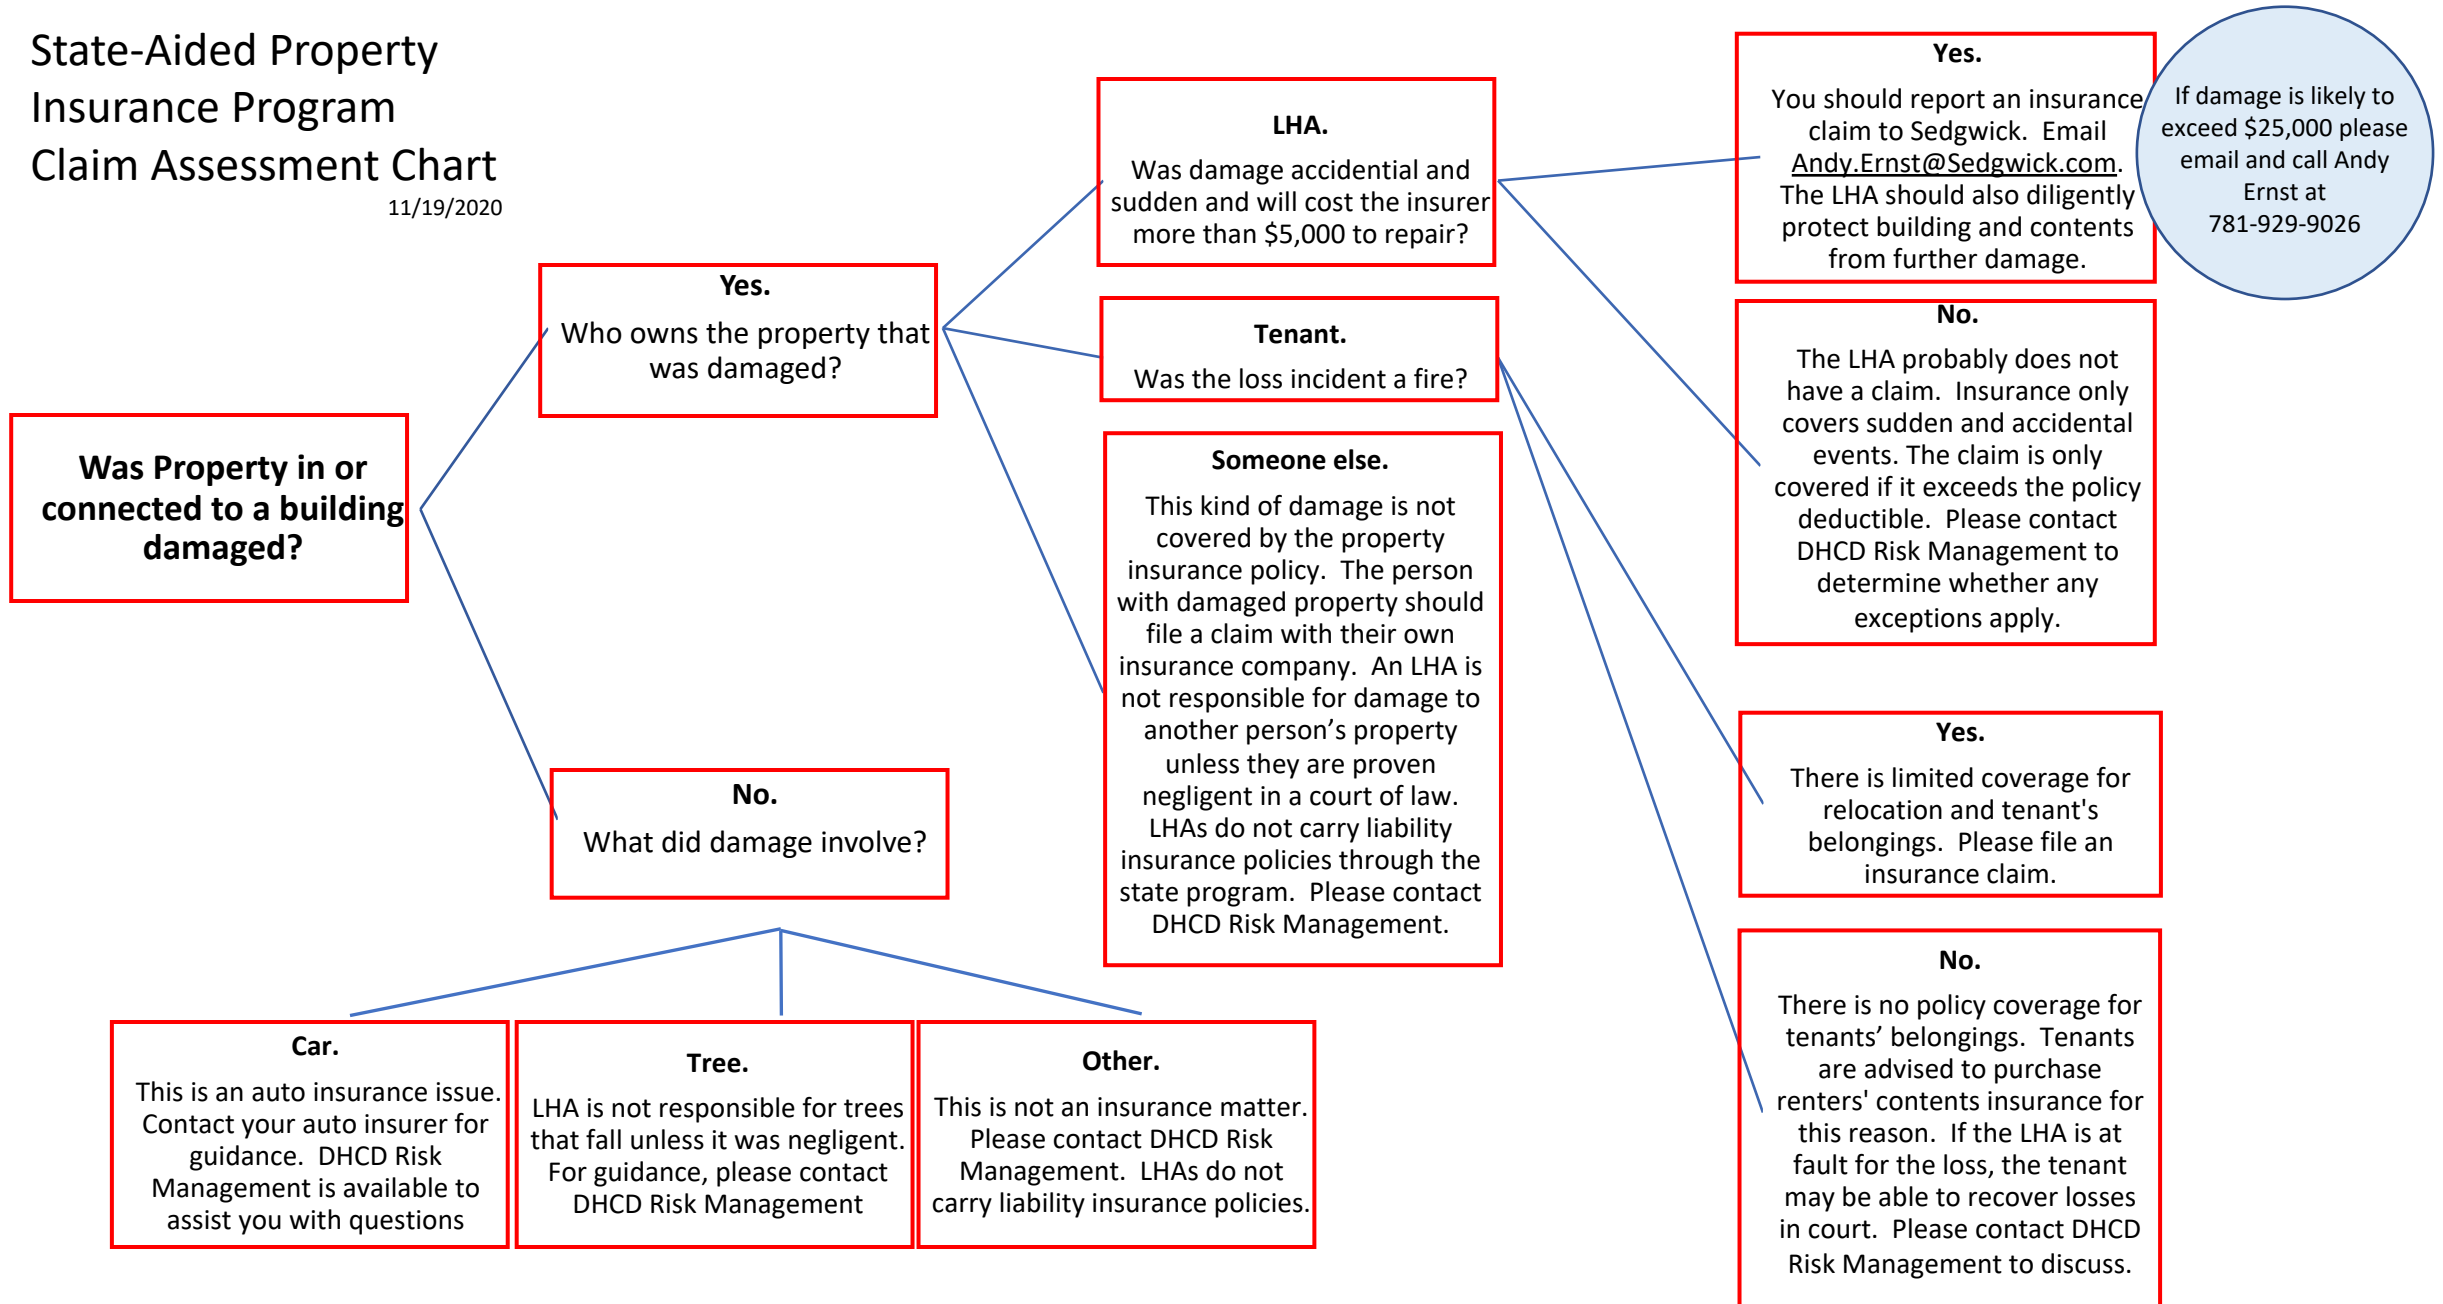 State-Aided Property
Insurance Program
Claim Assessment Chart
11/19/2020
Was Property in or
connected to a building
damaged?
Yes.
Who owns the property that
was damaged?
No.
What did damage involve?
LHA.
Was damage accidential and
sudden and will cost the insurer
more than $5,000 to repair?
Tenant.
Was the loss incident a fire?
Someone else.
This kind of damage is not
covered by the property
insurance policy.  The person
with damaged property should
file a claim with their own
insurance company.  An LHA is
not responsible for damage to
another person’s property
unless they are proven
negligent in a court of law.
LHAs do not carry liability
insurance policies through the
state program.  Please contact
DHCD Risk Management.
Yes.
You should report an insurance
claim to Sedgwick.  Email
Andy.Ernst@Sedgwick.com.
The LHA should also diligently
protect building and contents
from further damage.
If damage is likely to
exceed $25,000 please
email and call Andy
Ernst at
781-929-9026
No.
The LHA probably does not
have a claim.  Insurance only
covers sudden and accidental
events. The claim is only
covered if it exceeds the policy
deductible.  Please contact
DHCD Risk Management to
determine whether any
exceptions apply.
Yes.
There is limited coverage for
relocation and tenant's
belongings.  Please file an
insurance claim.
No.
There is no policy coverage for
tenants’ belongings.  Tenants
are advised to purchase
renters' contents insurance for
this reason.  If the LHA is at
fault for the loss, the tenant
may be able to recover losses
in court.  Please contact DHCD
Risk Management to discuss.
Car.
This is an auto insurance issue.
Contact your auto insurer for
guidance.  DHCD Risk
Management is available to
assist you with questions
Tree.
LHA is not responsible for trees
that fall unless it was negligent.
For guidance, please contact
DHCD Risk Management
Other.
This is not an insurance matter.
Please contact DHCD Risk
Management.  LHAs do not
carry liability insurance policies.